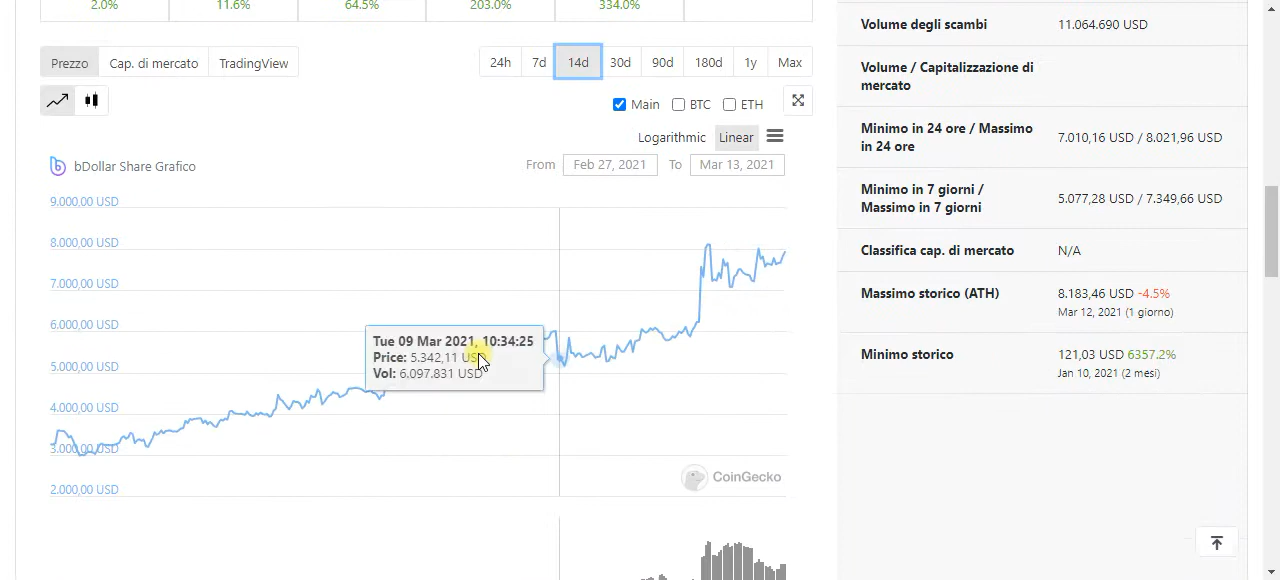 2.0% 11.6% 64.5% 203.0% 334.0%
Prezzo Cap. di mercato TradingView
24h 7d 14d 30d 90d 180d 1y Max
Main BTC ETH
Logarithmic Linear
bDollar Share Grafico
From Feb 27, 2021 To Mar 13, 2021
9.000,00 USD
8.000,00 USD
7.000,00 USD
6.000,00 USD
5.000,00 USD
4.000,00 USD
3.000,00 USD
2.000,00 USD
Tue 09 Mar 2021, 10:34:25
Price: 5.342,11 USD
Vol: 6.097.831 USD
CoinGecko
Volume degli scambi 11.064.690 USD
Volume / Capitalizzazione di
mercato
Minimo in 24 ore / Massimo
in 24 ore
7.010,16 USD / 8.021,96 USD
Minimo in 7 giorni /
Massimo in 7 giorni
5.077,28 USD / 7.349,66 USD
Classifica cap. di mercato N/A
Massimo storico (ATH) 8.183,46 USD -4.5%
Mar 12, 2021 (1 giorno)
Minimo storico 121,03 USD 6357.2%
Jan 10, 2021 (2 mesi)